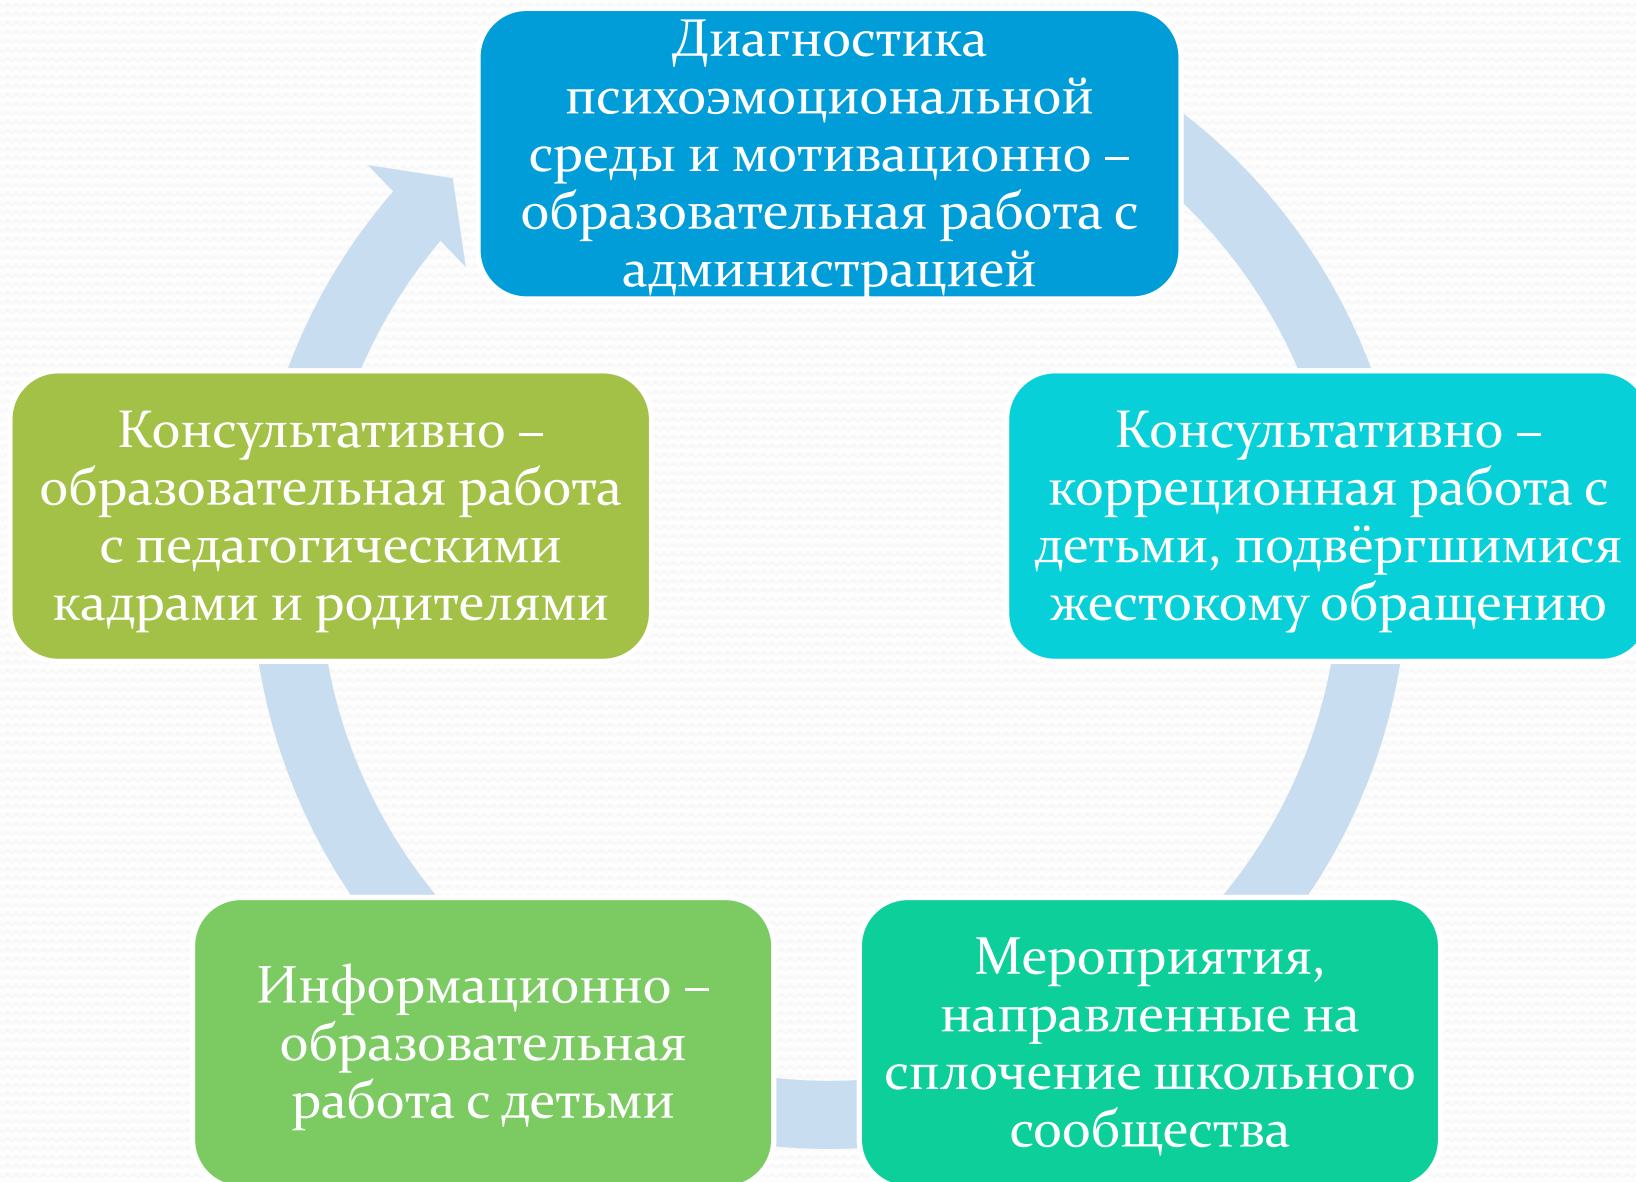 Диагностика
психоэмоциональной
среды и мотивационно –
образовательная работа с
администрацией
Консультативно –
корреционная работа с
детьми, подвёргшимися
жестокому обращению
Мероприятия,
направленные на
сплочение школьного
сообщества
Информационно –
образовательная
работа с детьми
Консультативно –
образовательная работа
с педагогическими
кадрами и родителями